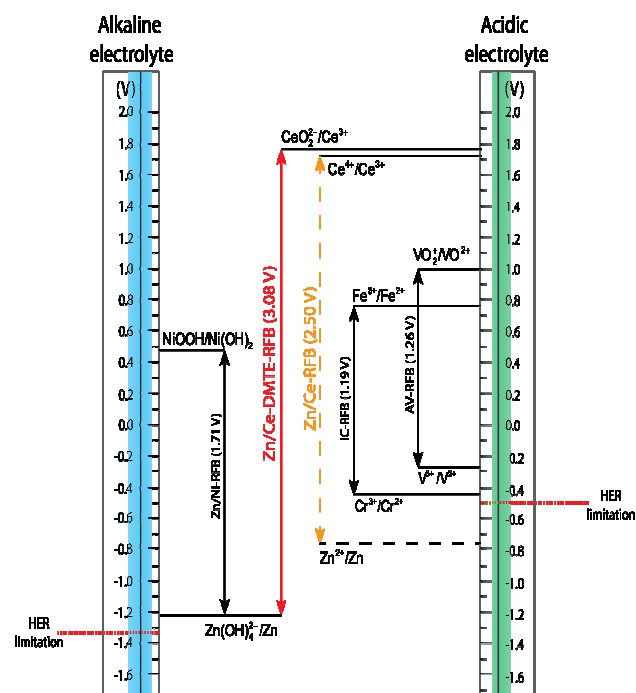 Alkaline
electrolyte
Acidic
electrolyte
(V)
2.0
1.8
1.6
1.4
1.2
1.0
0.8
0.6
0.4
0.2
0.0
-0.2
-0.4
-0.6
-0.8
-1.0
-1.2
-1.4
-1.6
(V)
2.0
1.8
1.6
1.4
1.2
1.0
0.8
0.6
0.4
0.2
0.0
-0.2
-0.4
-0.6
-0.8
-1.0
-1.2
-1.4
-1.6
CeO₂²⁻/Ce³⁺
Ce⁴⁺/Ce³⁺
VO₂⁺/VO²⁺
Fe³⁺/Fe²⁺
NiOOH/Ni(OH)₂
Zn/Ni-RFB (1.71 V)
Zn/Ce-DMTE-RFB (3.08 V)
Zn/Ce-RFB (2.50 V)
IC-RFB (1.19 V)
AV-RFB (1.26 V)
Cr³⁺/Cr²⁺
Zn²⁺/Zn
Zn(OH)₄²⁻/Zn
HER
limitation
HER
limitation